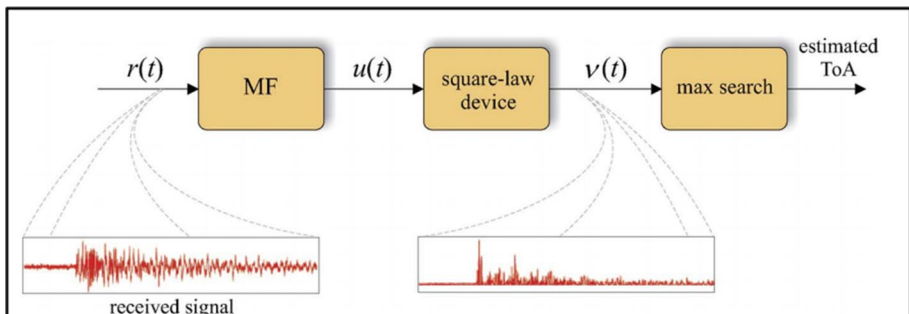 r(t)
MF
u(t)
square-law
device
ν(t)
max search
estimated
ToA
received signal